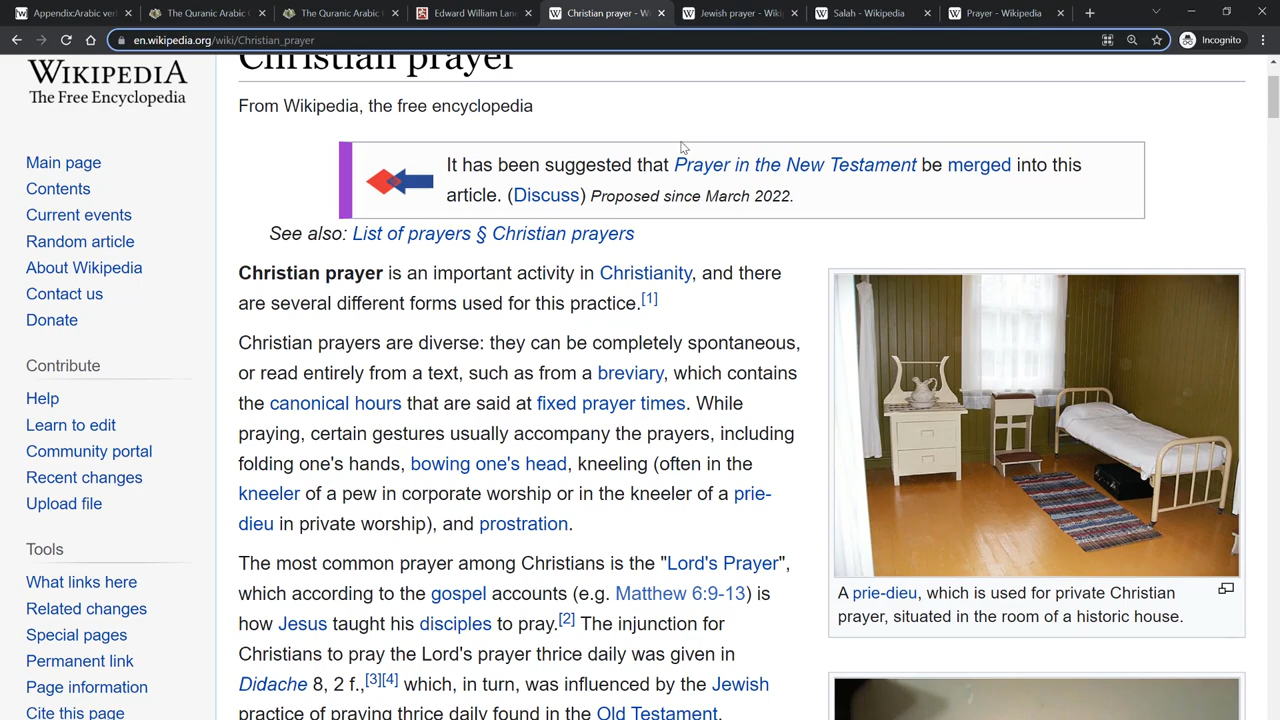 AppendixcArabic ver
The Quranic Arabic C
The Quranic Arabic C
Edward William Lan
Christian prayer - W
Jewish prayer - Wiki
Salah - Wikipedia
Prayer - Wikipedia
en.wikipedia.org/wiki/Christian_prayer
Incognito
WIKIPEDIA
The Free Encyclopedia
Main page
Contents
Current events
Random article
About Wikipedia
Contact us
Donate
Contribute
Help
Learn to edit
Community portal
Recent changes
Upload file
Tools
What links here
Related changes
Special pages
Permanent link
Page information
Cite this page
Christian prayer
From Wikipedia, the free encyclopedia
It has been suggested that Prayer in the New Testament be merged into this
article. (Discuss) Proposed since March 2022.
See also: List of prayers § Christian prayers
Christian prayer is an important activity in Christianity, and there
are several different forms used for this practice.[1]
Christian prayers are diverse: they can be completely spontaneous,
or read entirely from a text, such as from a breviary, which contains
the canonical hours that are said at fixed prayer times. While
praying, certain gestures usually accompany the prayers, including
folding one's hands, bowing one's head, kneeling (often in the
kneeler of a pew in corporate worship or in the kneeler of a prie-
dieu in private worship), and prostration.
The most common prayer among Christians is the "Lord's Prayer",
which according to the gospel accounts (e.g. Matthew 6:9-13) is
how Jesus taught his disciples to pray.[2] The injunction for
Christians to pray the Lord's prayer thrice daily was given in
Didache 8, 2 f.,[3][4] which, in turn, was influenced by the Jewish
practice of praying thrice daily found in the Old Testament.
A prie-dieu, which is used for private Christian
prayer, situated in the room of a historic house.